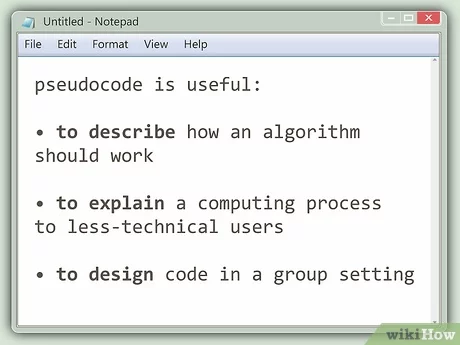 Untitled - Notepad
File Edit Format View Help
pseudocode is useful:
• to describe how an algorithm
should work
• to explain a computing process
to less-technical users
• to design code in a group setting
wikiHow